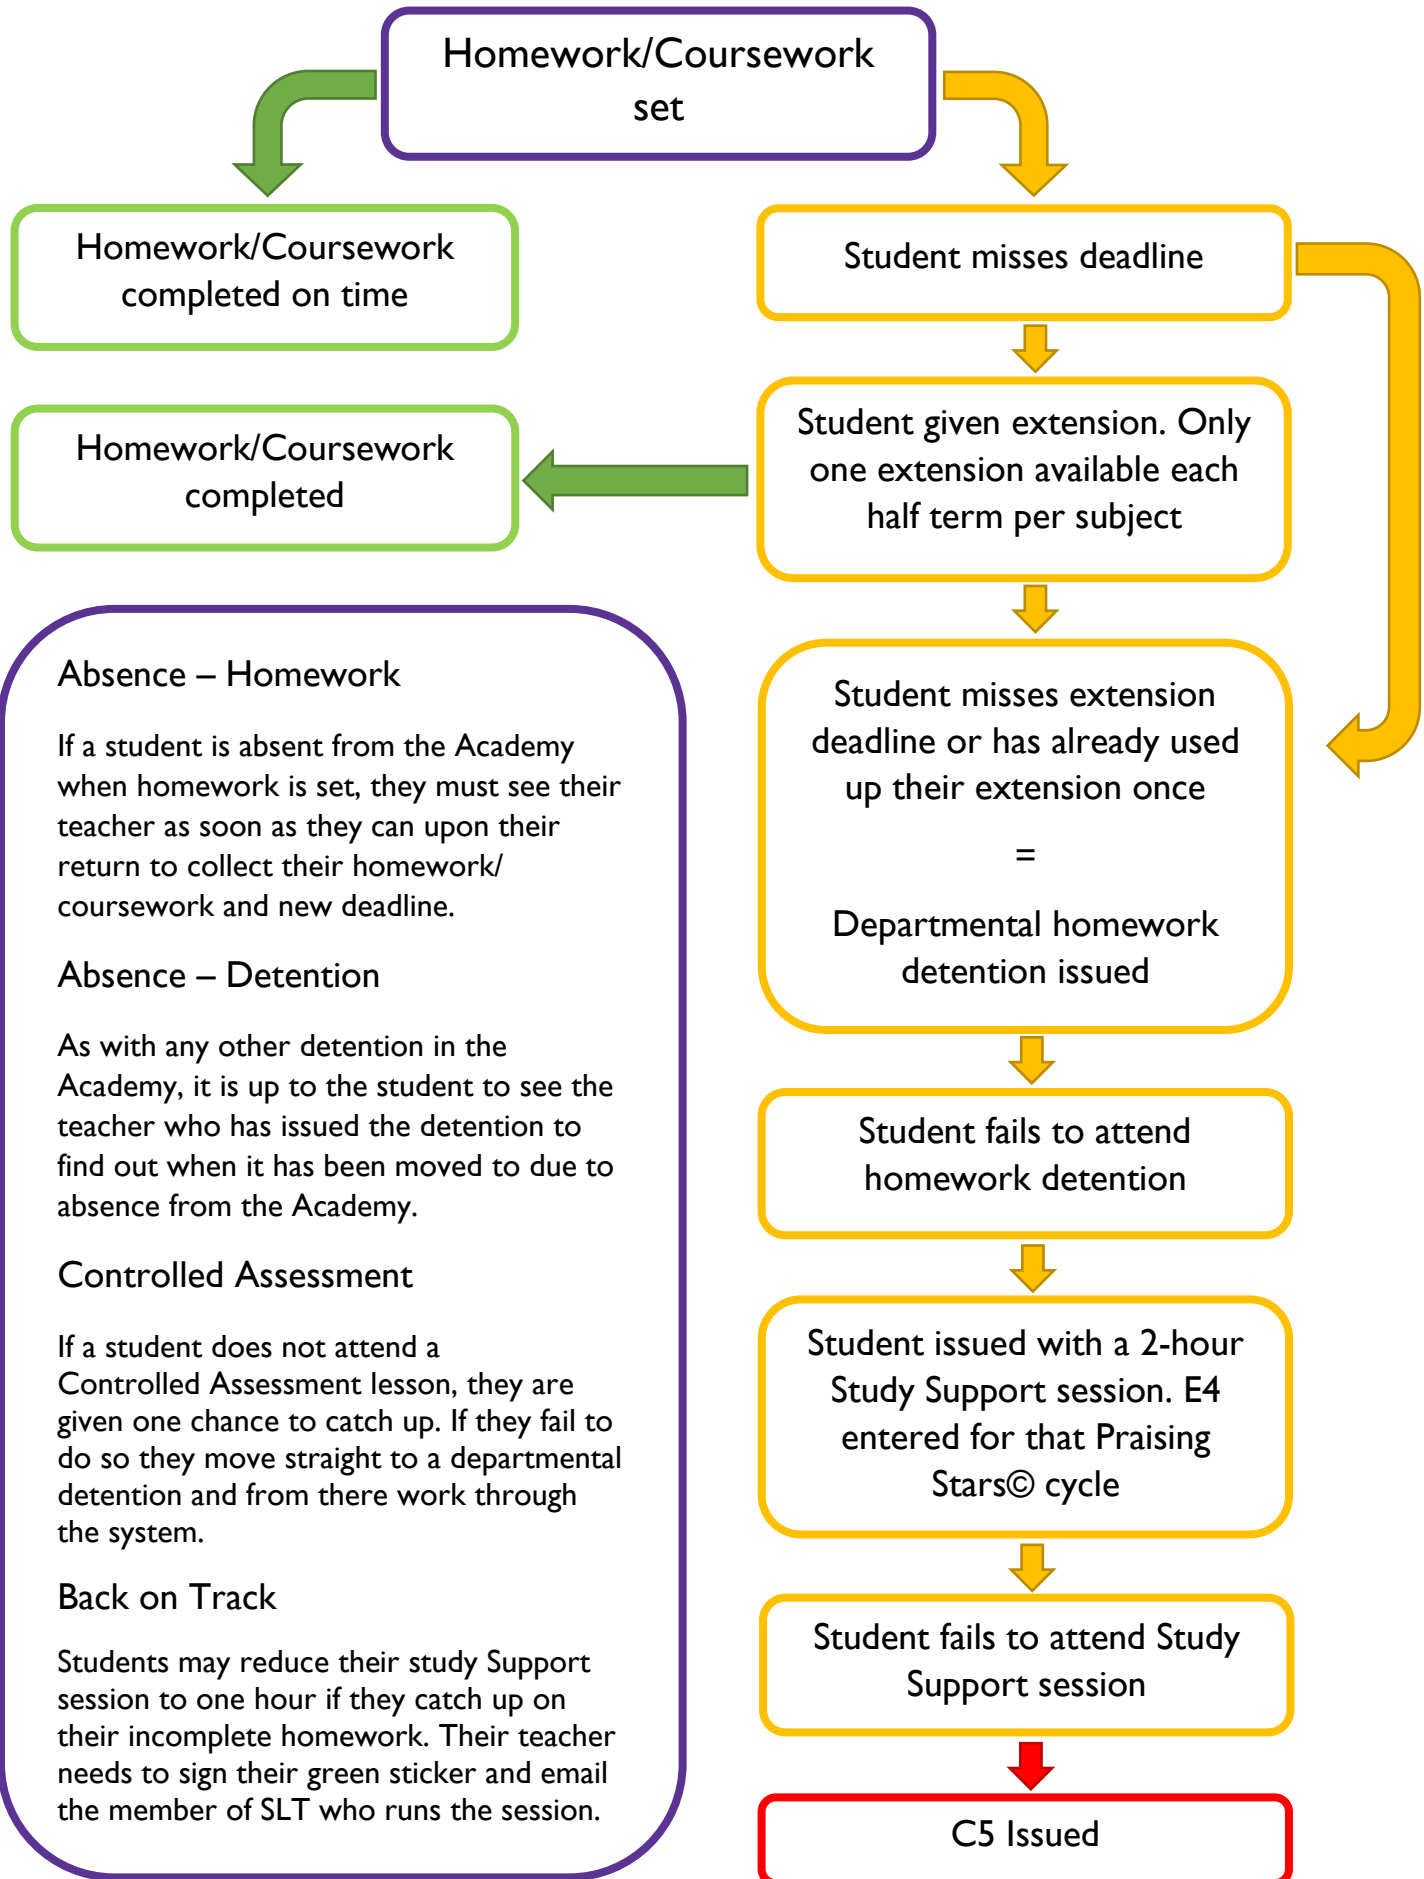 Homework/Coursework
set
Homework/Coursework
completed on time
Student misses deadline
Homework/Coursework
completed
Student given extension. Only
one extension available each
half term per subject
Student misses extension
deadline or has already used
up their extension once
=
Departmental homework
detention issued
Student fails to attend
homework detention
Student issued with a 2-hour
Study Support session. E4
entered for that Praising
Stars© cycle
Student fails to attend Study
Support session
C5 Issued
Absence – Homework
If a student is absent from the Academy
when homework is set, they must see their
teacher as soon as they can upon their
return to collect their homework/
coursework and new deadline.
Absence – Detention
As with any other detention in the
Academy, it is up to the student to see the
teacher who has issued the detention to
find out when it has been moved to due to
absence from the Academy.
Controlled Assessment
If a student does not attend a
Controlled Assessment lesson, they are
given one chance to catch up. If they fail to
do so they move straight to a departmental
detention and from there work through
the system.
Back on Track
Students may reduce their study Support
session to one hour if they catch up on
their incomplete homework. Their teacher
needs to sign their green sticker and email
the member of SLT who runs the session.